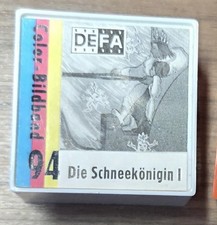 DEFA
Color-Bildband
94
Die Schneekönigin I